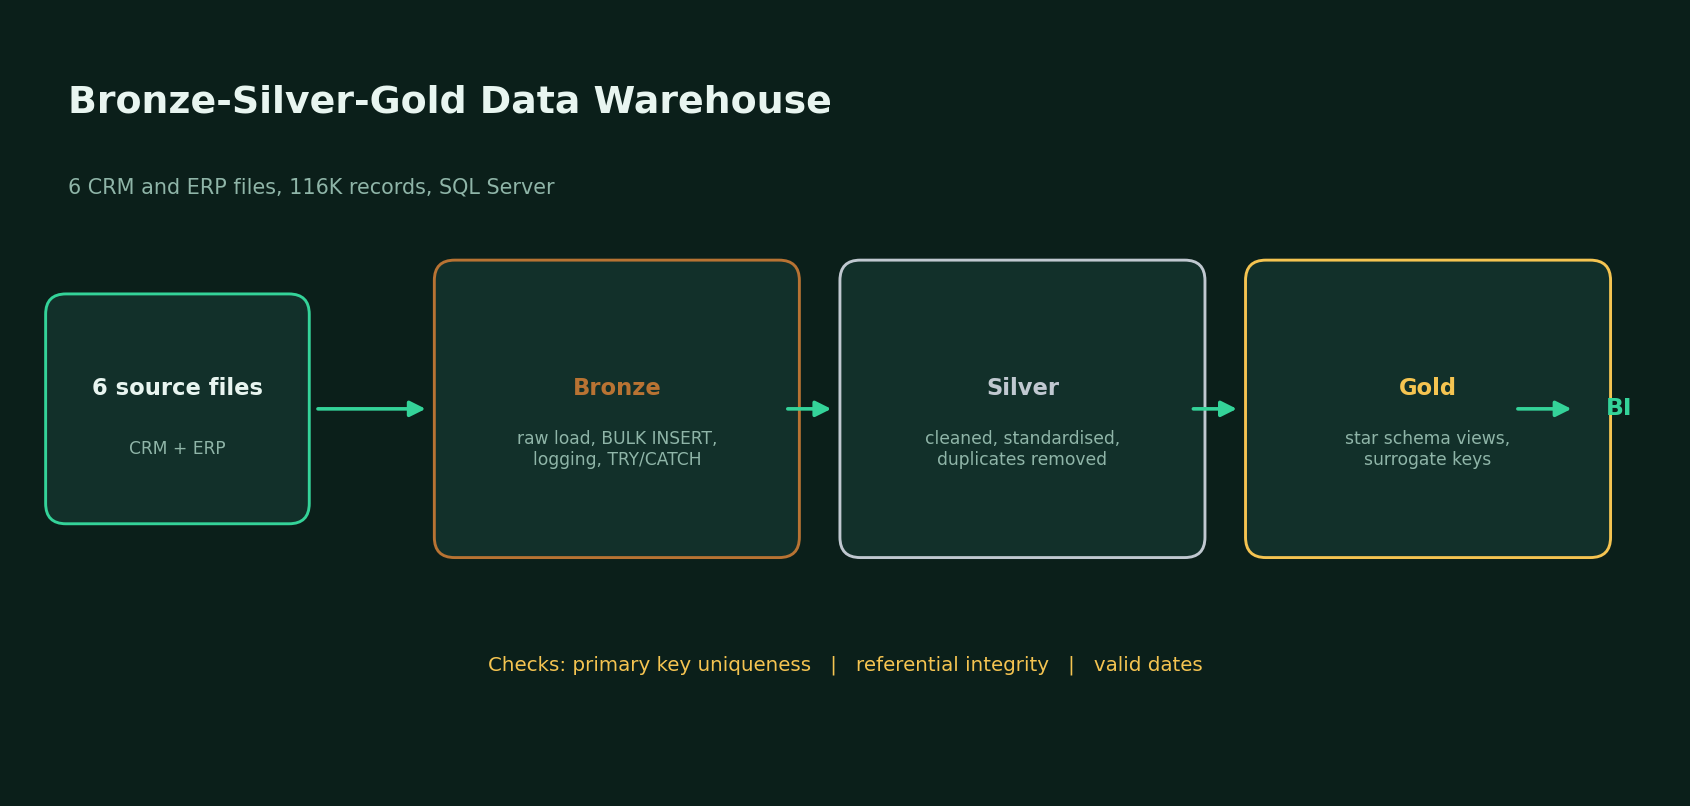 Bronze-Silver-Gold Data Warehouse
6 CRM and ERP files, 116K records, SQL Server
6 source files
CRM + ERP
Bronze
raw load, BULK INSERT,
logging, TRY/CATCH
Silver
cleaned, standardised,
duplicates removed
Gold
star schema views,
surrogate keys
BI
Checks: primary key uniqueness | referential integrity | valid dates